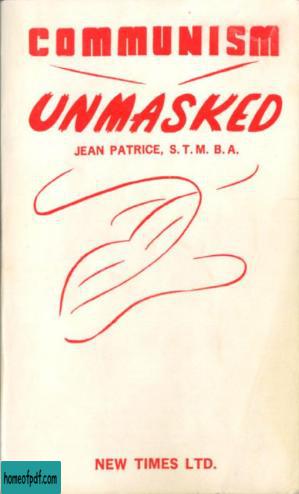 COMMUNISM
UNMASKED
JEAN PATRICE, S.T.M.B.A.
NEW TIMES LTD.
homeofpdf.com